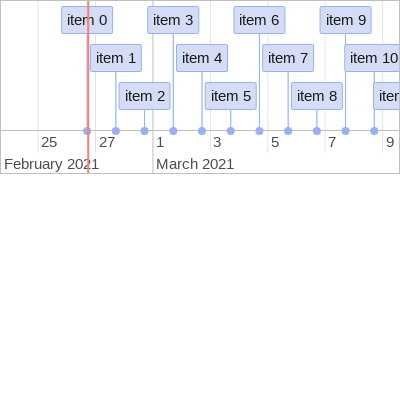 item 0 item 3 item 6 item 9
item 1 item 4 item 7 item 10
item 2 item 5 item 8
25 27 1 3 5 7 9
February 2021 March 2021